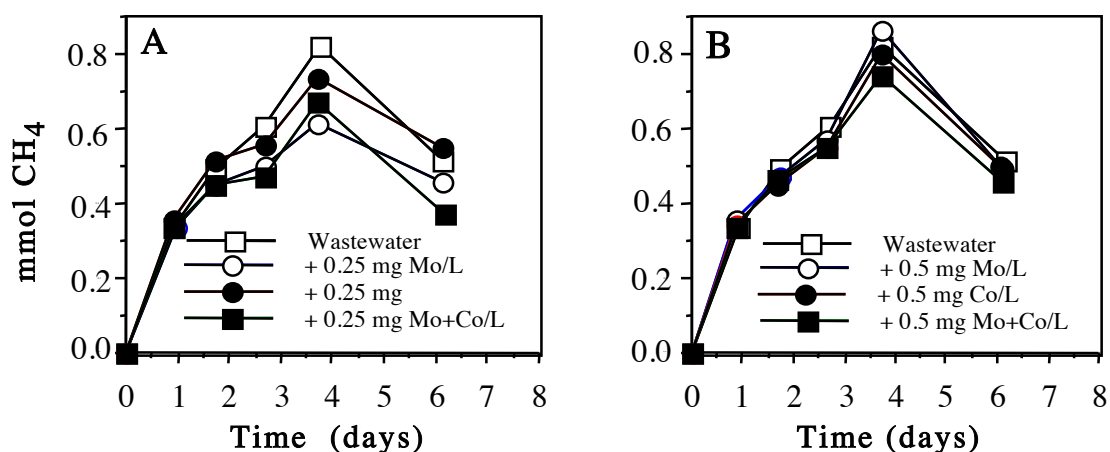 A
B
mmol CH4
0.8
0.6
0.4
0.2
0.0
Wastewater
+ 0.25 mg Mo/L
+ 0.25 mg
+ 0.25 mg Mo+Co/L
0 1 2 3 4 5 6 7 8
Time (days)
0.8
0.6
0.4
0.2
0.0
Wastewater
+ 0.5 mg Mo/L
+ 0.5 mg Co/L
+ 0.5 mg Mo+Co/L
0 1 2 3 4 5 6 7 8
Time (days)